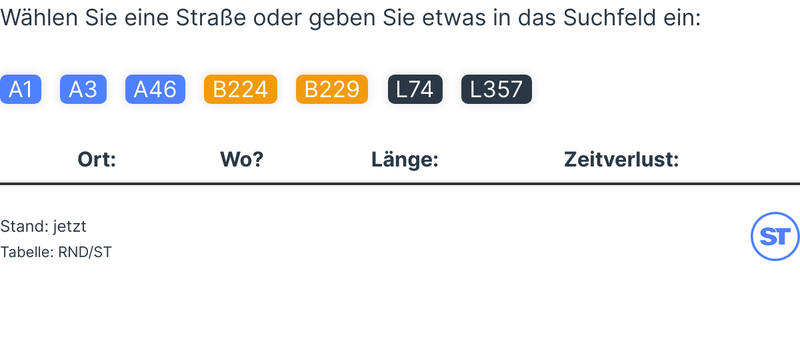 Wählen Sie eine Straße oder geben Sie etwas in das Suchfeld ein:
A1 A3 A46 B224 B229 L74 L357
Ort: Wo? Länge: Zeitverlust:
Stand: jetzt
ST
Tabelle: RND/ST